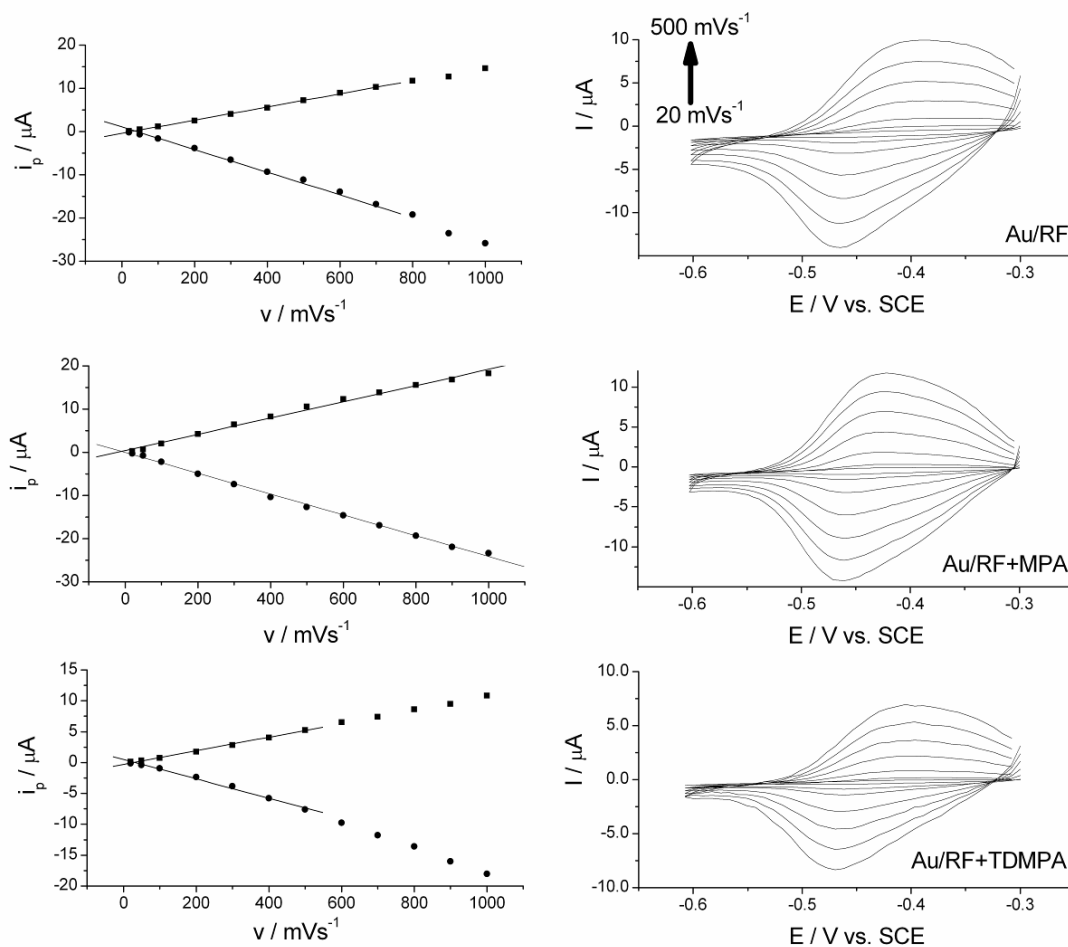 20
10
0
-10
-20
-30
i_p / μA
0 200 400 600 800 1000
v / mVs⁻¹
500 mVs⁻¹
20 mVs⁻¹
10
5
0
-5
-10
I / μA
Au/RF
-0.6 -0.5 -0.4 -0.3
E / V vs. SCE
20
10
0
-10
-20
-30
i_p / μA
0 200 400 600 800 1000
v / mVs⁻¹
10
5
0
-5
-10
I / μA
Au/RF+MPA
-0.6 -0.5 -0.4 -0.3
E / V vs. SCE
15
10
5
0
-5
-10
-15
-20
i_p / μA
0 200 400 600 800 1000
v / mVs⁻¹
10.0
5.0
0.0
-5.0
-10.0
I / μA
Au/RF+TDMPA
-0.6 -0.5 -0.4 -0.3
E / V vs. SCE